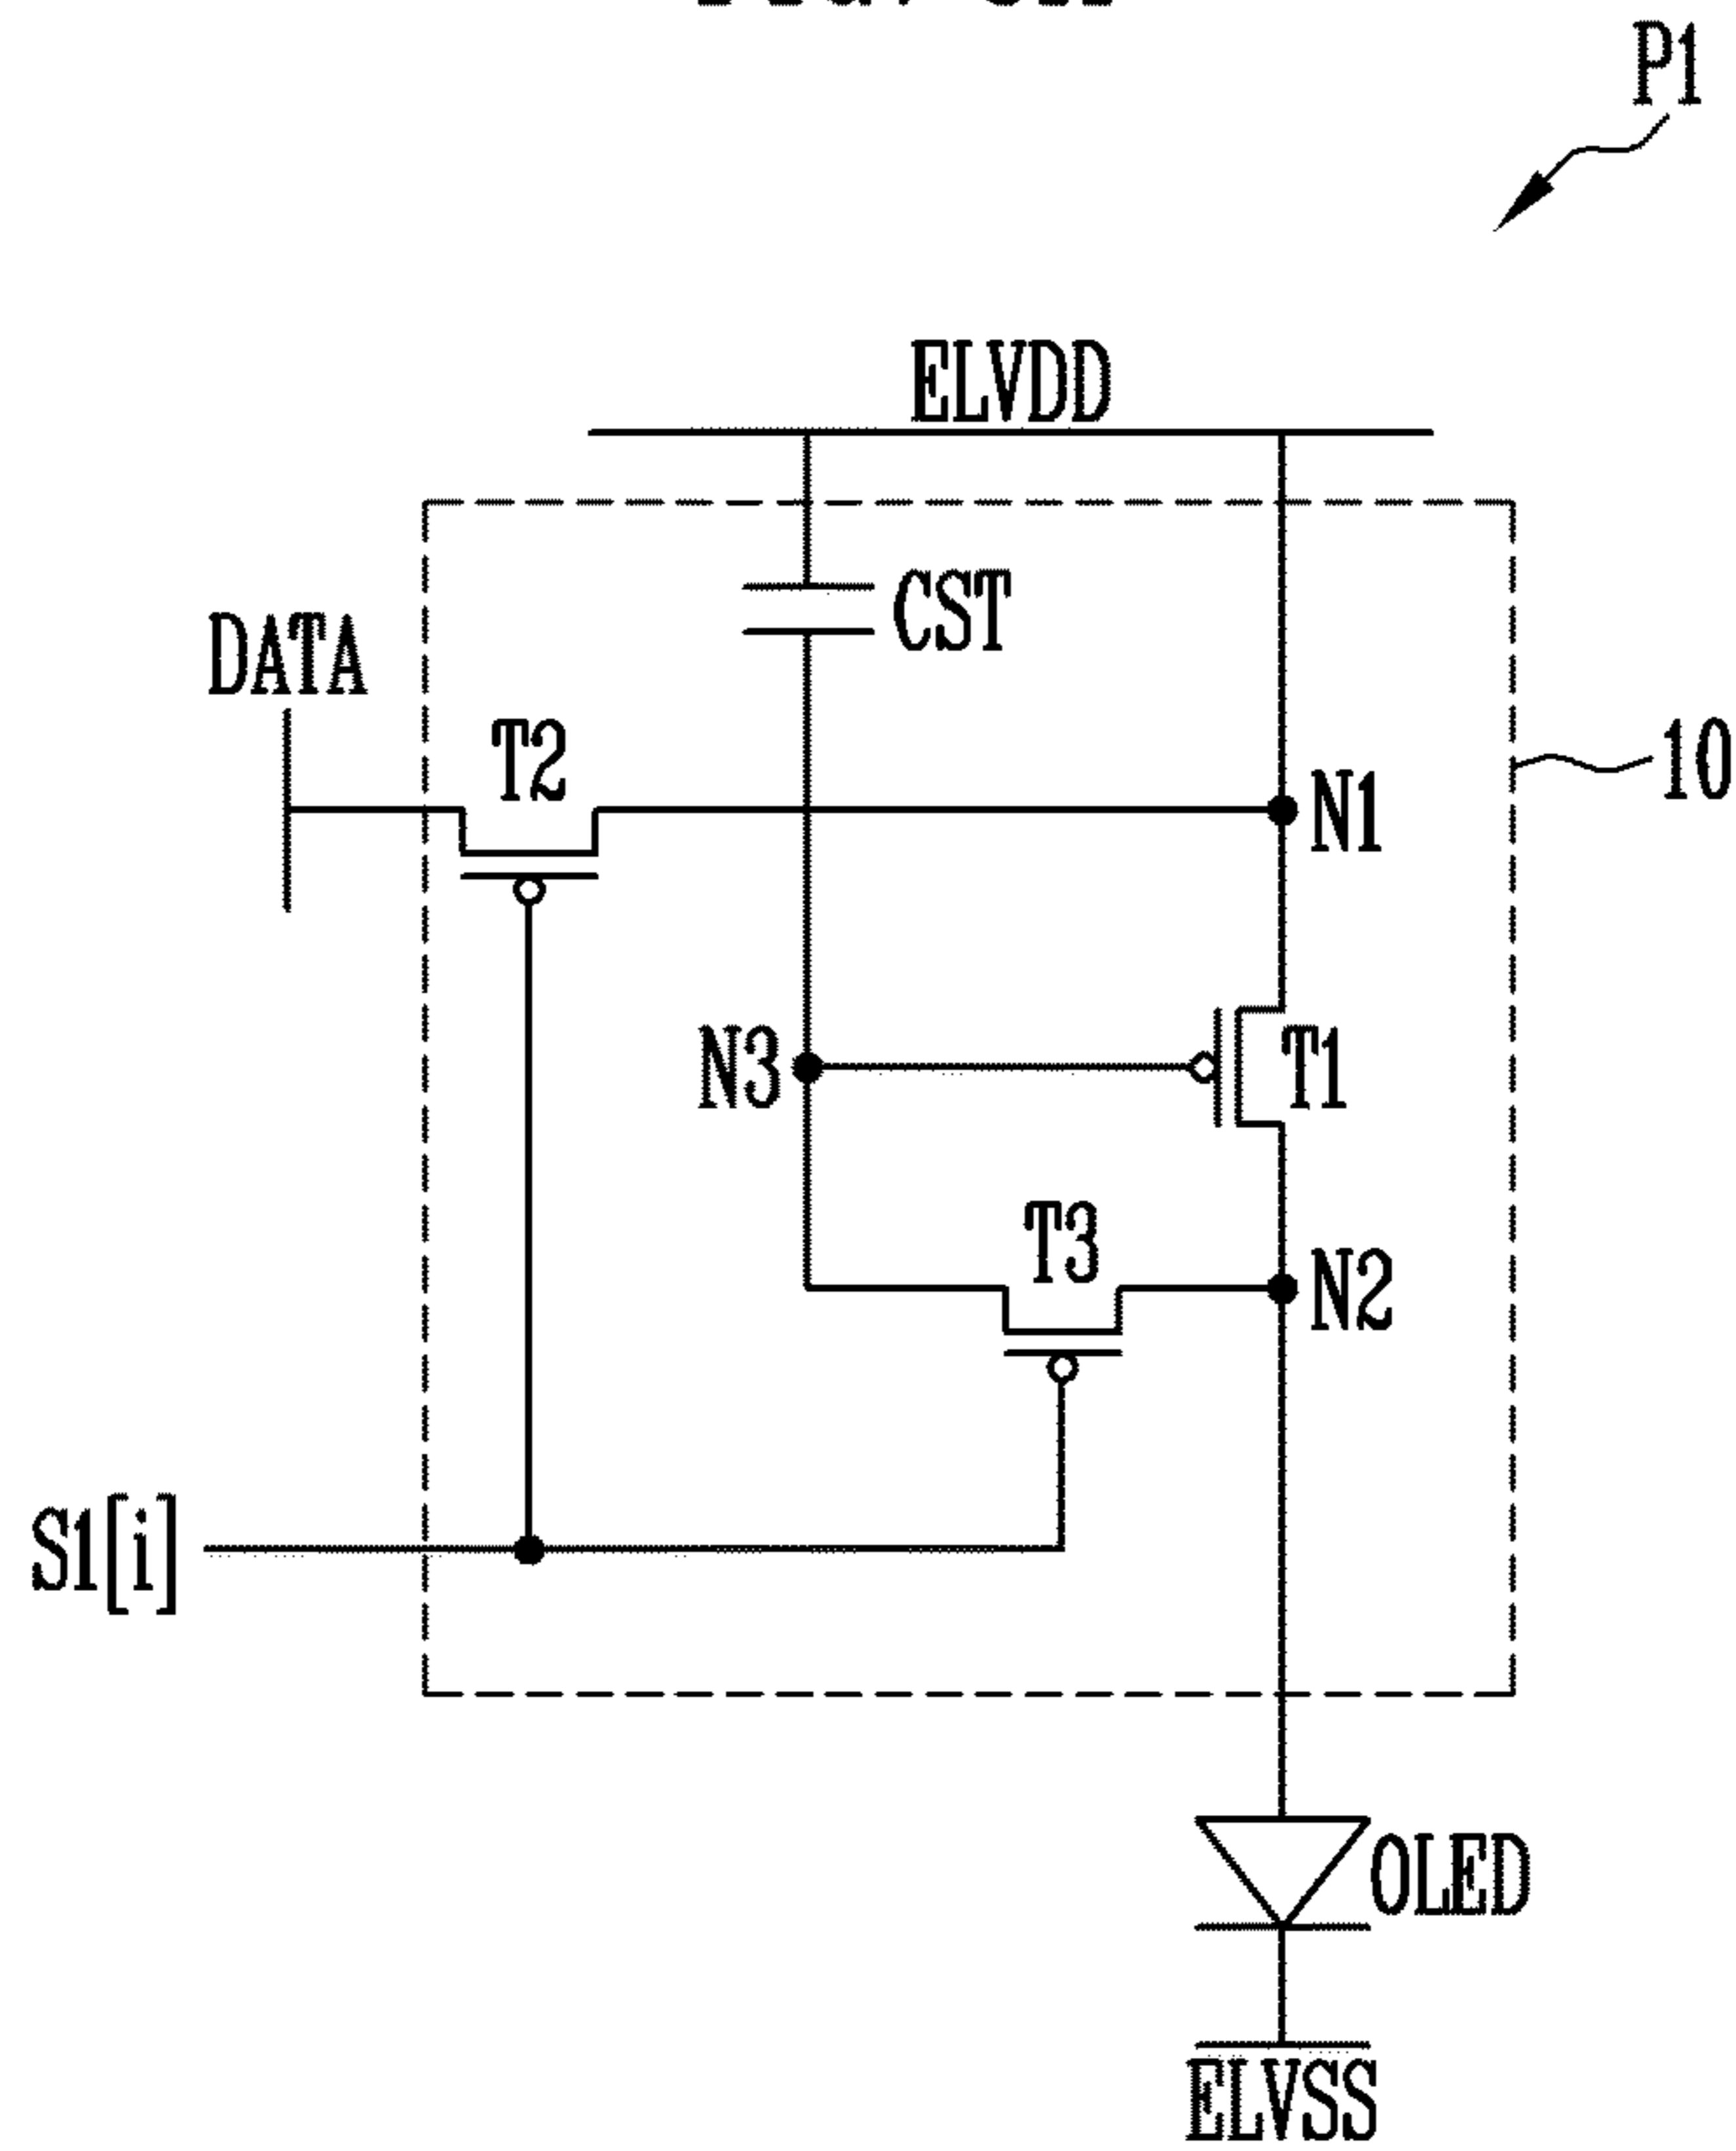 P1
ELVDD
CST
DATA
T2
10
N1
N3
T1
T3
N2
S1[i]
OLED
ELVSS